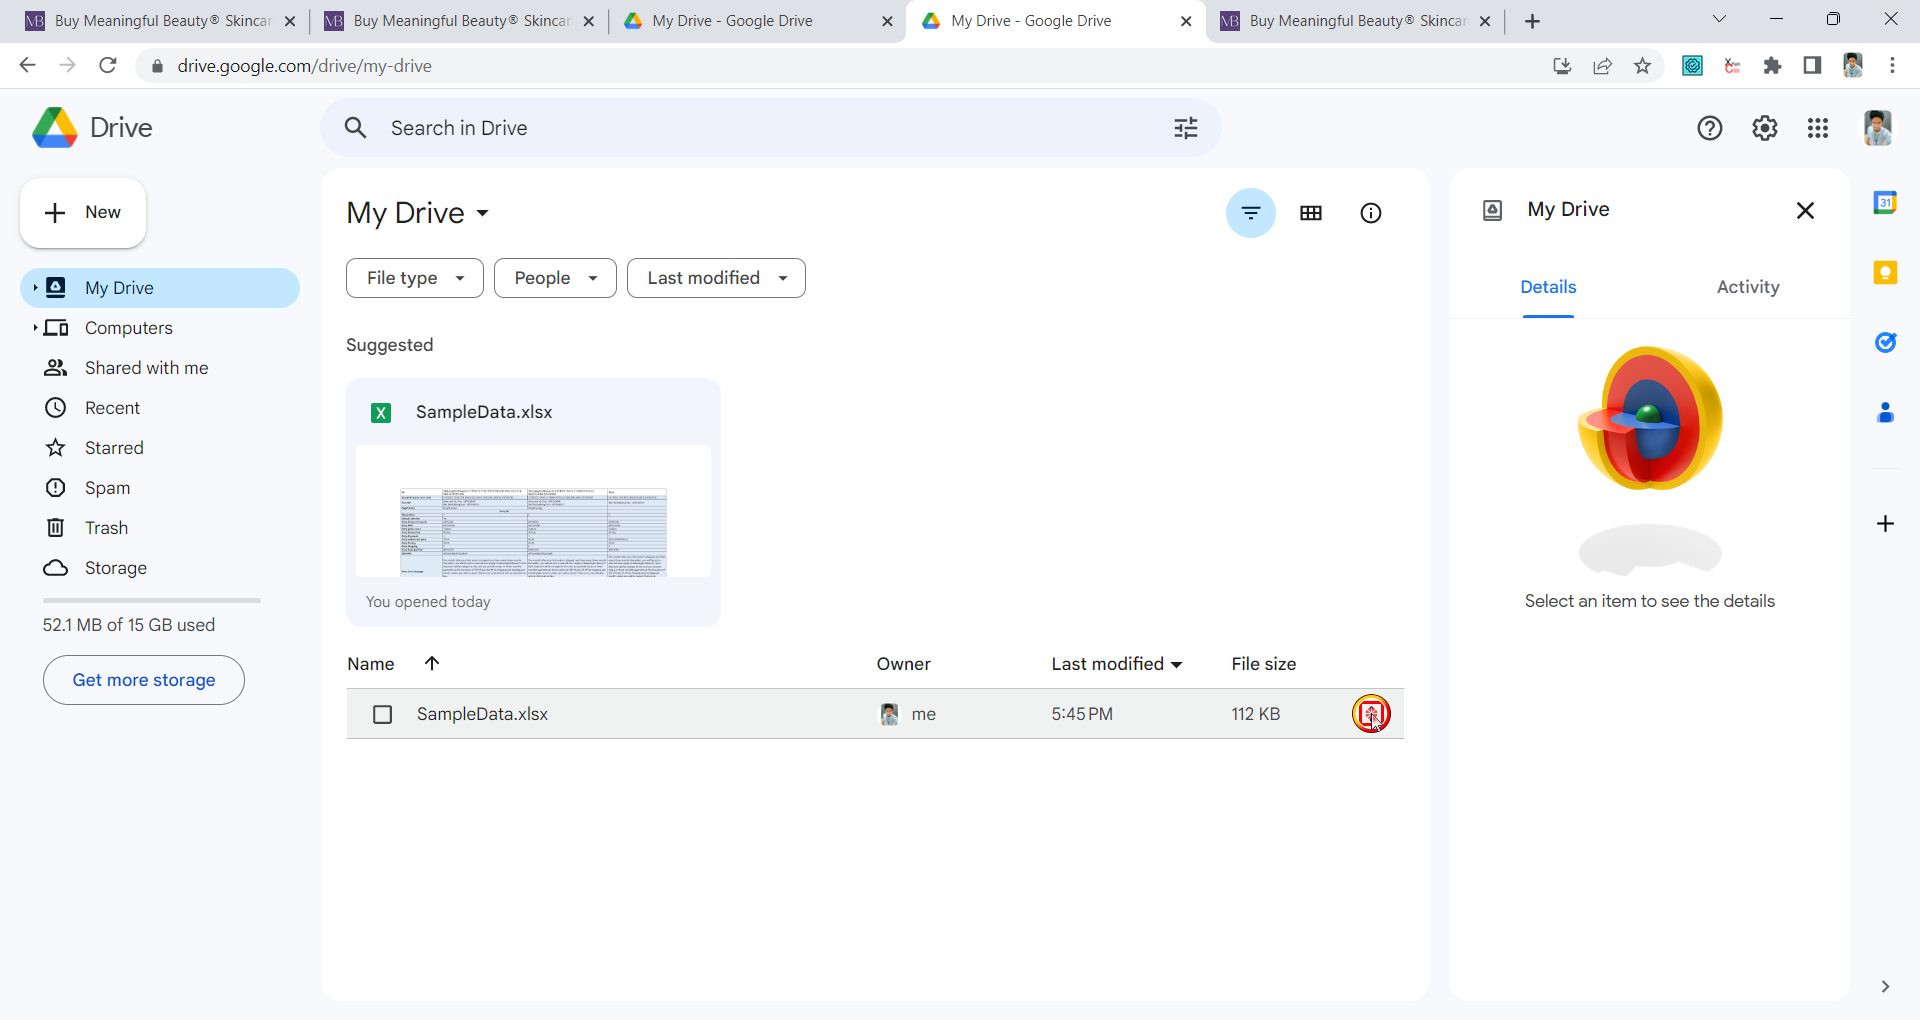 Buy Meaningful Beauty® Skincar
Buy Meaningful Beauty® Skincar
My Drive - Google Drive
My Drive - Google Drive
Buy Meaningful Beauty® Skincar
drive.google.com/drive/my-drive
Drive
Search in Drive
New
My Drive
Computers
Shared with me
Recent
Starred
Spam
Trash
Storage
52.1 MB of 15 GB used
Get more storage
My Drive
File type
People
Last modified
Suggested
SampleData.xlsx
You opened today
Name
Owner
Last modified
File size
SampleData.xlsx
me
5:45 PM
112 KB
My Drive
Details
Activity
Select an item to see the details
31